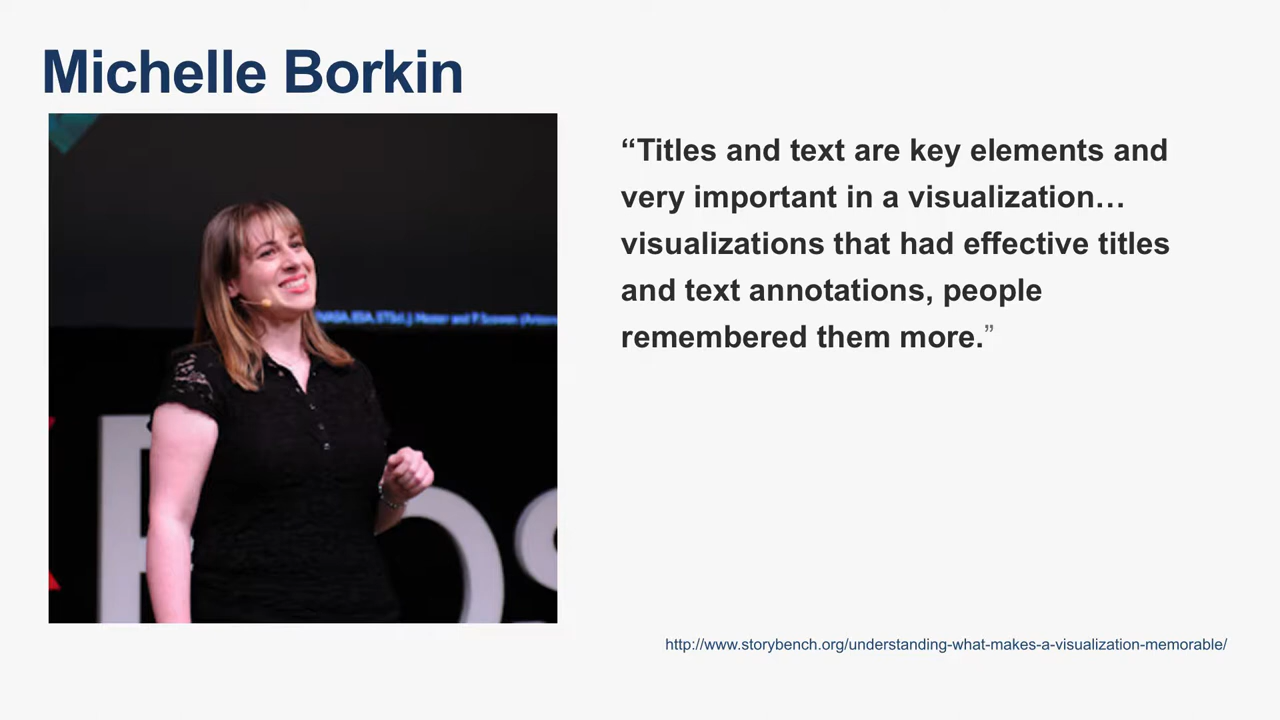 Michelle Borkin
“Titles and text are key elements and
very important in a visualization…
visualizations that had effective titles
and text annotations, people
remembered them more.”
http://www.storybench.org/understanding-what-makes-a-visualization-memorable/